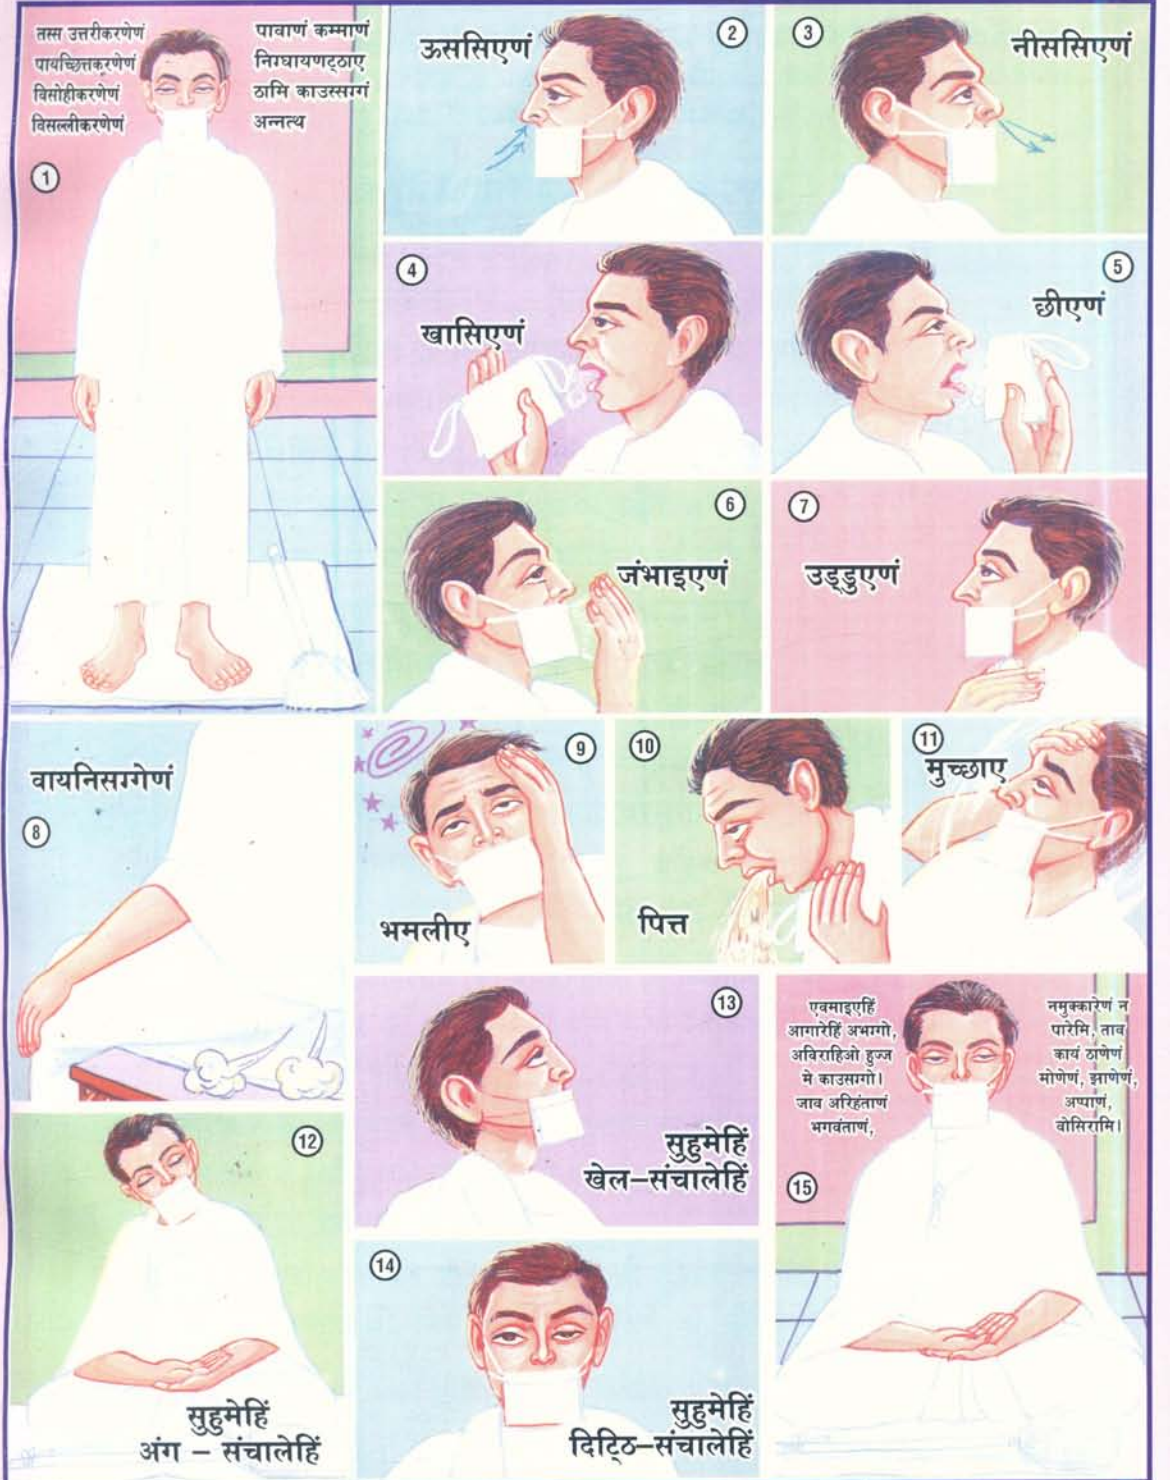 तस्स उत्तरीकरणेणं
पायच्छित्तकरणेणं
विसोहीकरणेणं
विसल्लीकरणेणं
पावाणं कम्माणं
निग्घायणट्ठाए
ठामि काउस्सग्गं
अन्नत्थ
1
ऊससिएणं
2
3
नीससिएणं
4
खासिएणं
5
छीएणं
6
जंभाइएणं
7
उड्डुएणं
वायनिसग्गेणं
8
9
भमलीए
10
पित्त
11
मुच्छाए
12
सुहुमेहिं
अंग – संचालेहिं
13
सुहुमेहिं
खेल–संचालेहिं
14
सुहुमेहिं
दिट्ठि–संचालेहिं
एवमाइएहिं
आगारेहिं अभग्गो,
अविराहिओ हुज्ज
मे काउसग्गो।
जाव अरिहंताणं
भगवंताणं,
नमुक्कारेणं न
पारेमि, ताव
कायं ठाणेणं
मोणेणं, झाणेणं,
अप्पाणं,
वोसिरामि।
15